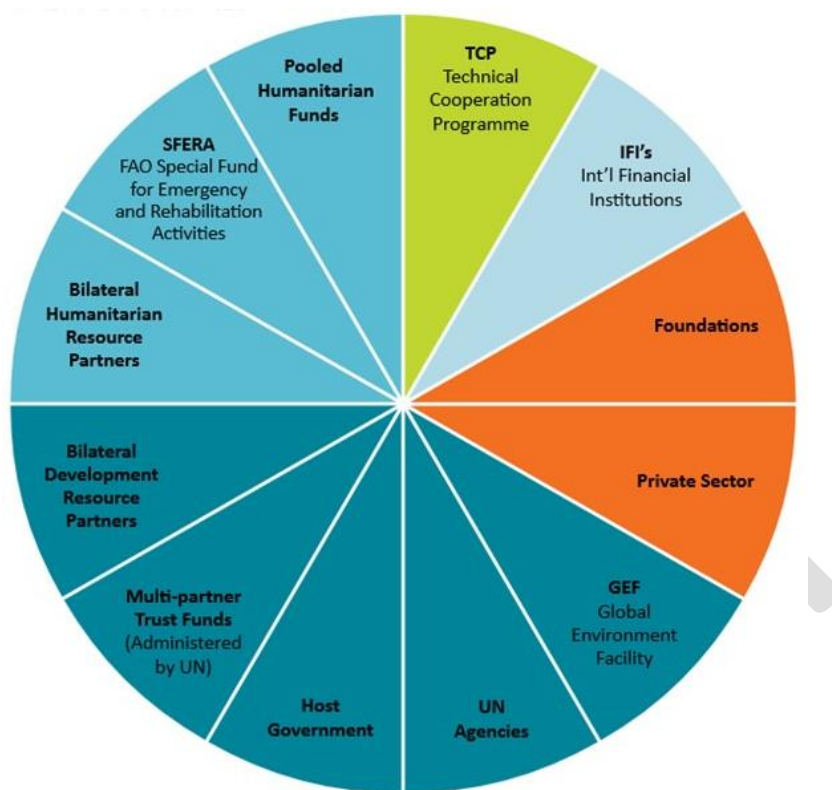 TCP
Technical
Cooperation
Programme
IFI's
Int'l Financial
Institutions
Foundations
Private Sector
GEF
Global
Environment
Facility
UN
Agencies
Host
Government
Multi-partner
Trust Funds
(Administered
by UN)
Bilateral
Development
Resource
Partners
Bilateral
Humanitarian
Resource
Partners
SFERA
FAO Special Fund
for Emergency
and Rehabilitation
Activities
Pooled
Humanitarian
Funds